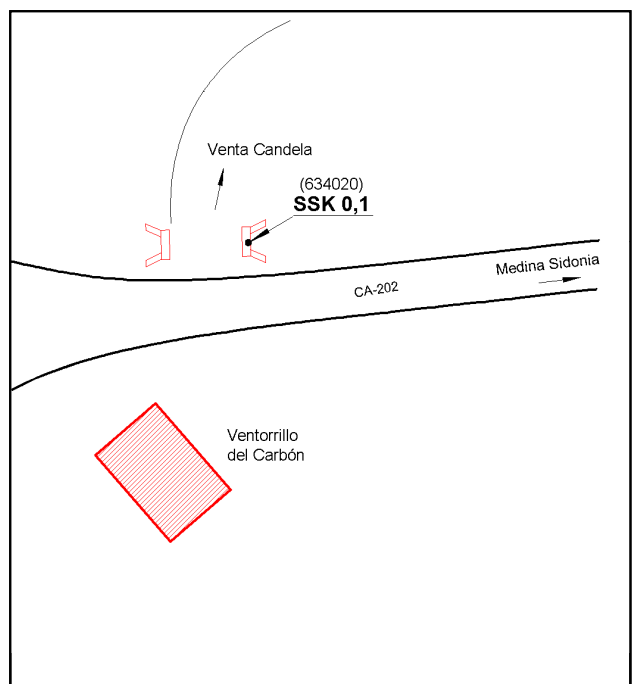 Venta Candela
(634020)
SSK 0,1
Medina Sidonia
CA-202
Ventorrillo
del Carbón